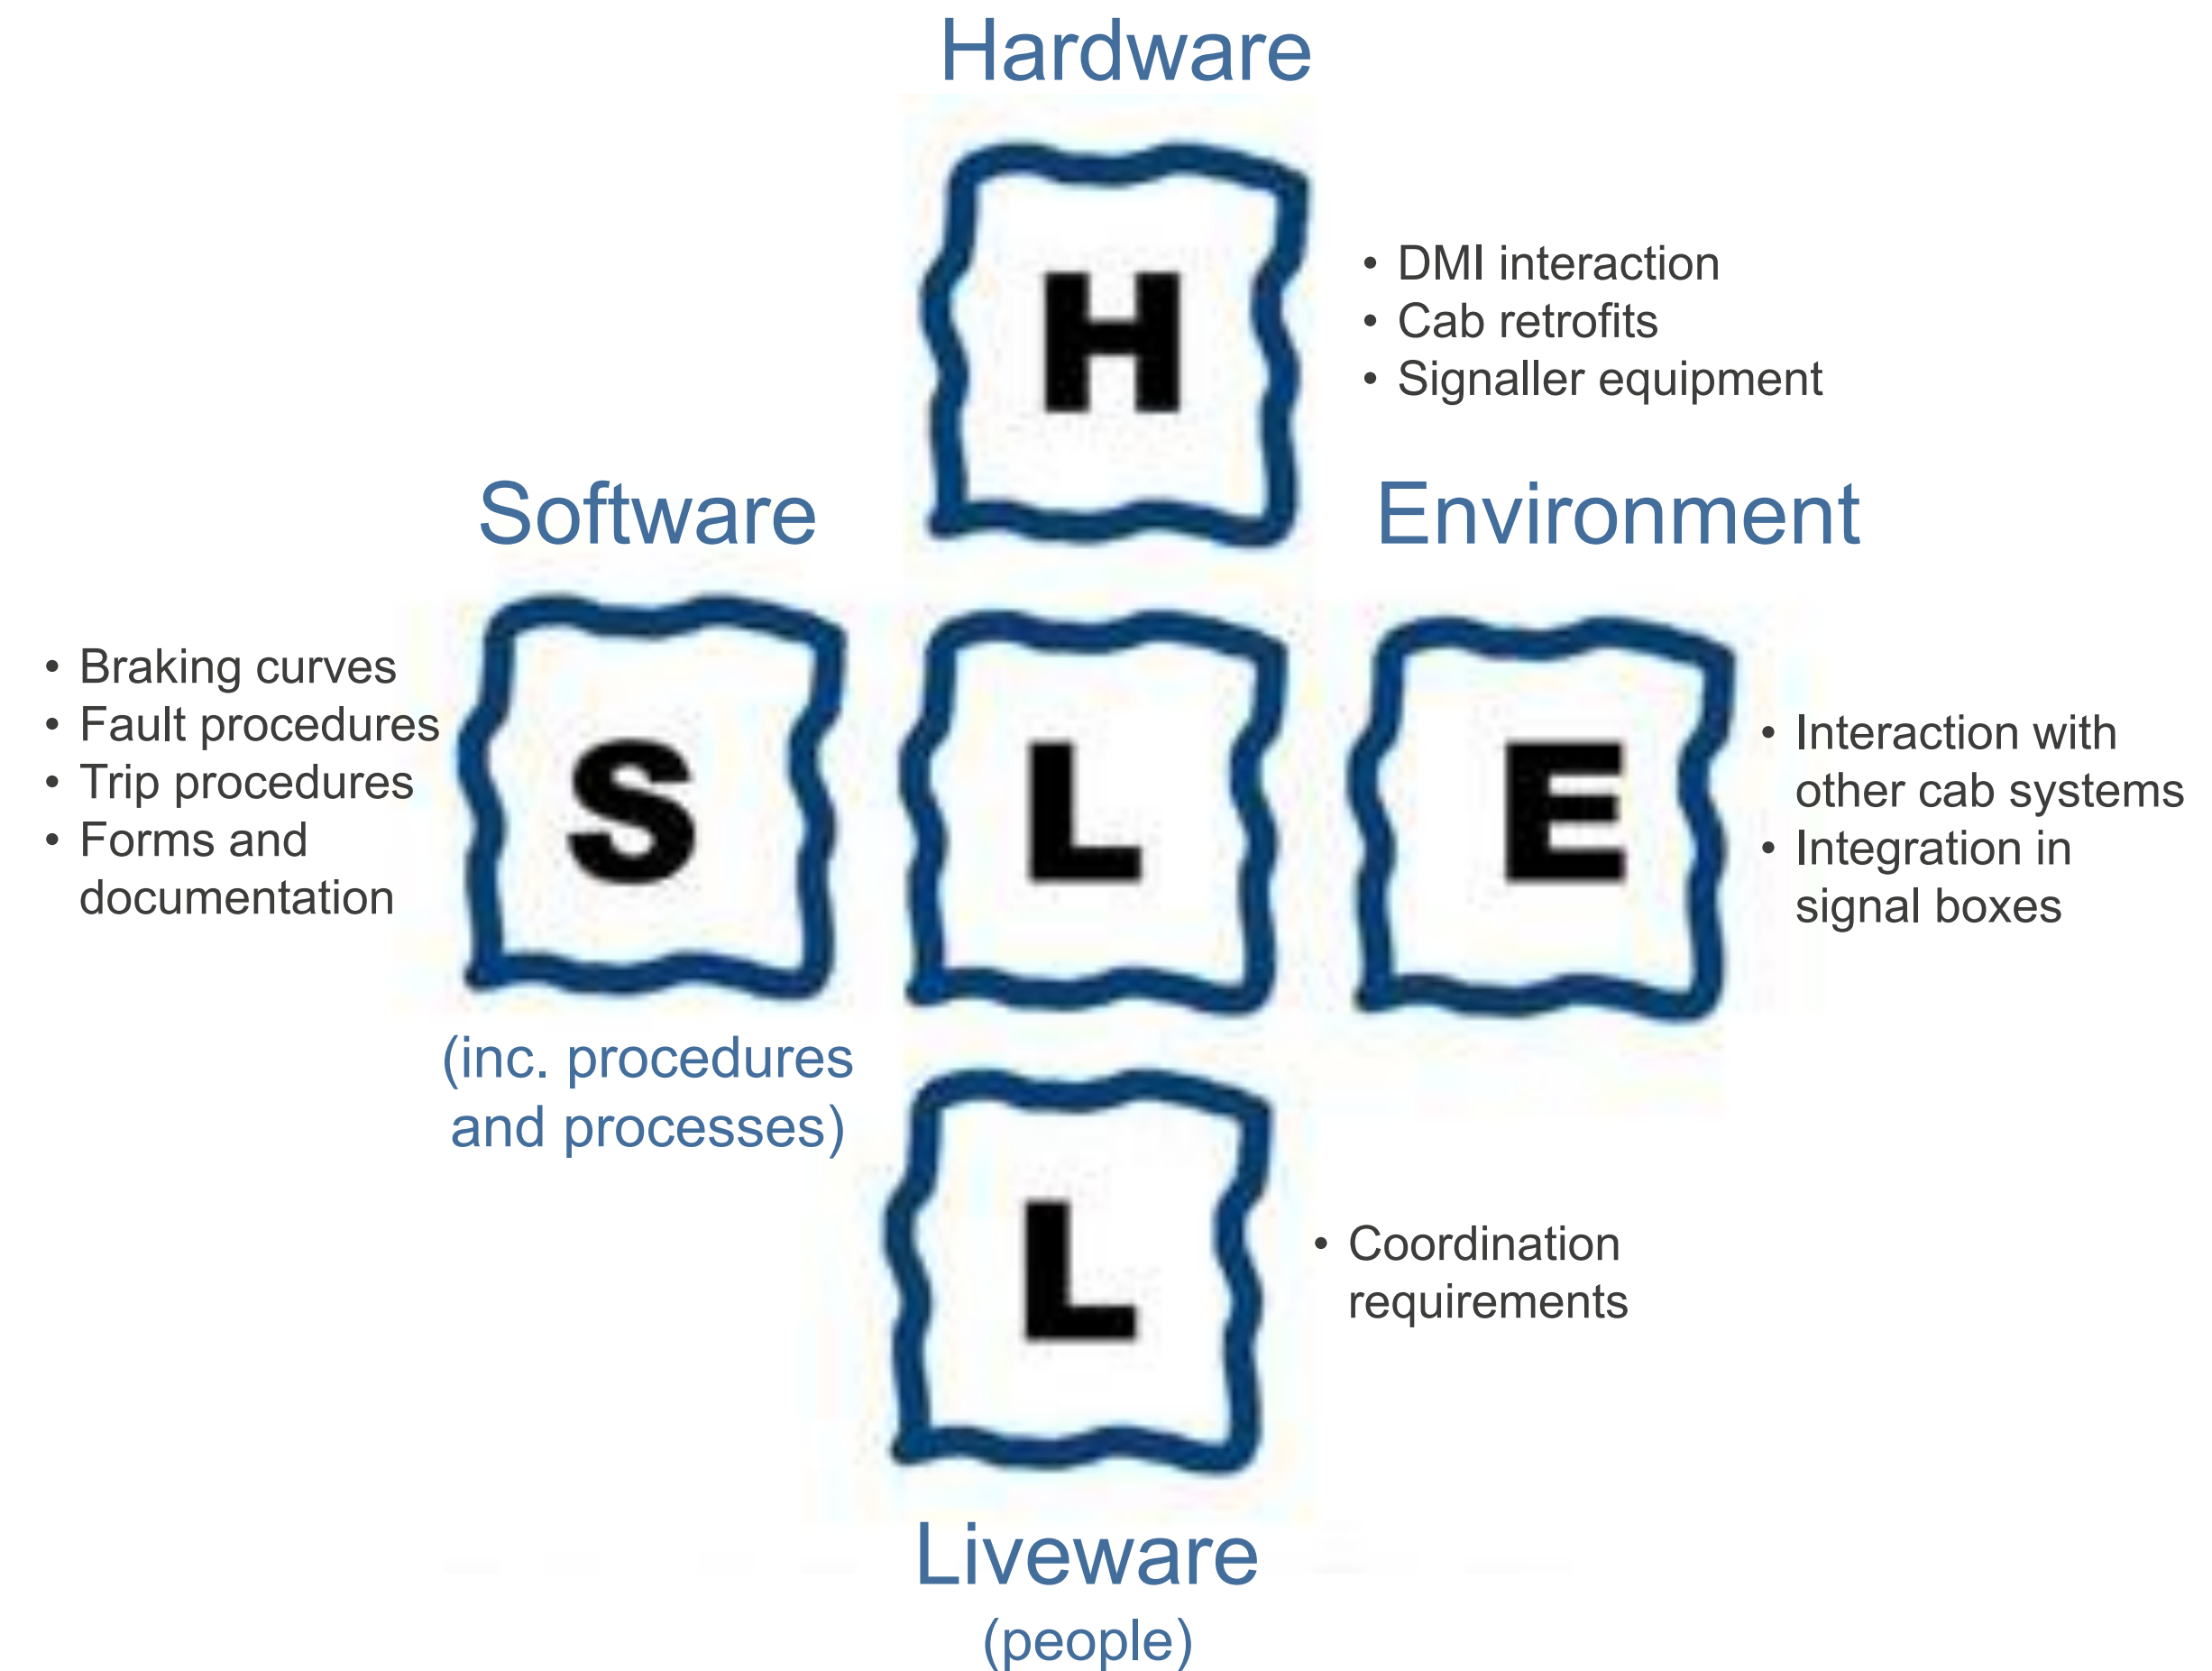 Hardware
H
• DMI interaction
• Cab retrofits
• Signaller equipment
Software
Environment
• Braking curves
• Fault procedures
• Trip procedures
• Forms and
documentation
S
L
E
• Interaction with
other cab systems
• Integration in
signal boxes
(inc. procedures
and processes)
L
• Coordination
requirements
Liveware
(people)